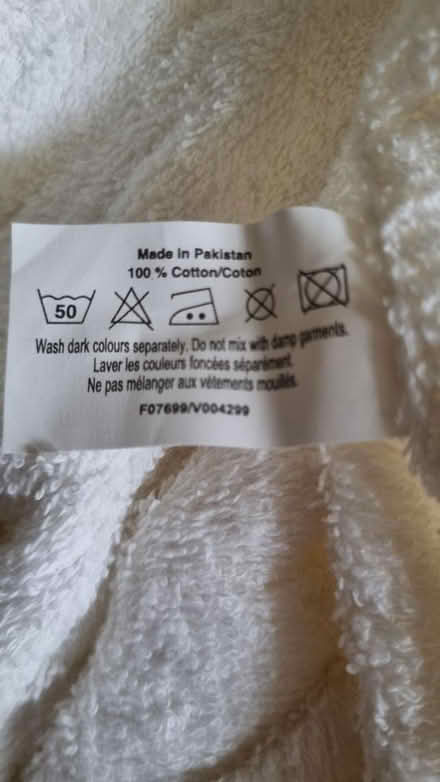 Made in Pakistan
100 % Cotton/Coton
50
Wash dark colours separately. Do not mix with damp garments.
Laver les couleurs foncées séparément.
Ne pas mélanger aux vêtements mouillés.
F07699/V004299